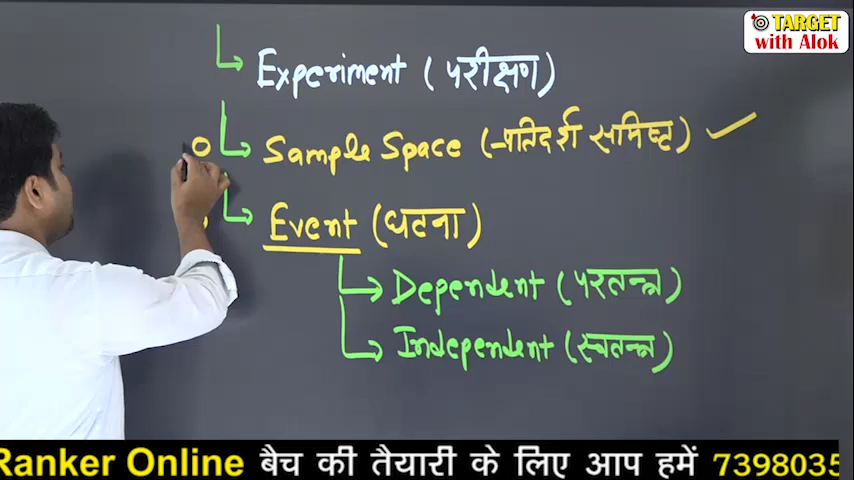 TARGET
with Alok
Experiment (परीक्षण)
Sample Space (प्रतिदर्श समष्टि)
Event (घटना)
Dependent (परतन्त्र)
Independent (स्वतन्त्र)
Ranker Online बैच की तैयारी के लिए आप हमें 7398035